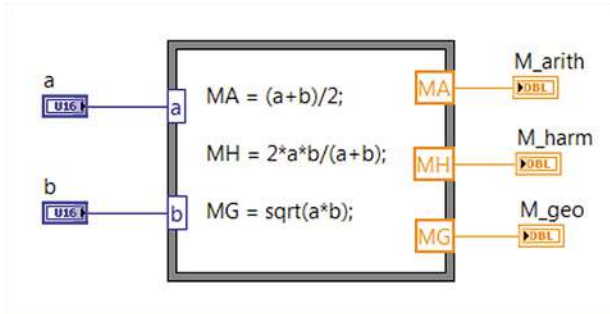 a
U16
b
U16
a
b
MA = (a+b)/2;
MH = 2*a*b/(a+b);
MG = sqrt(a*b);
MA
MH
MG
M_arith
DBL
M_harm
DBL
M_geo
DBL